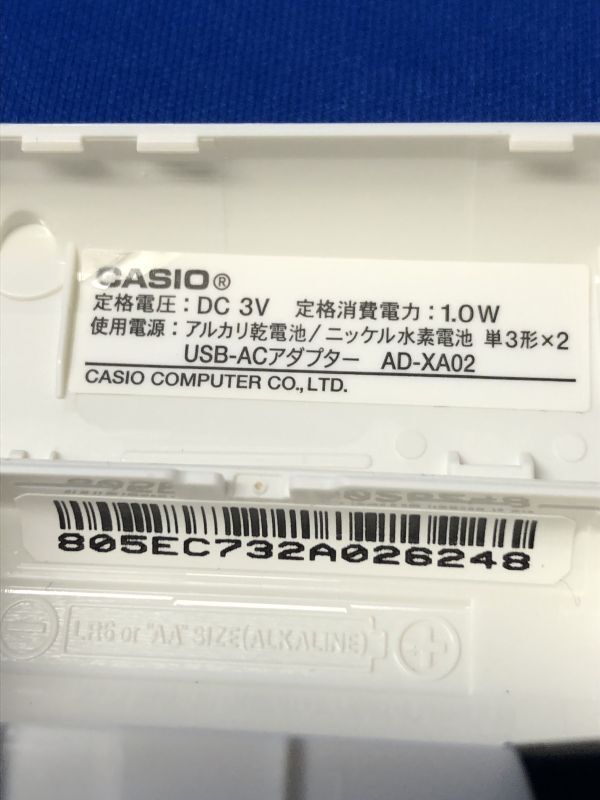 CASIO®
定格電圧：DC 3V 定格消費電力：1.0W
使用電源：アルカリ乾電池/ニッケル水素電池 単3形×2
USB-ACアダプター AD-XA02
CASIO COMPUTER CO., LTD.
805EC732A026248
LR6 or "AA" SIZE (ALKALINE)